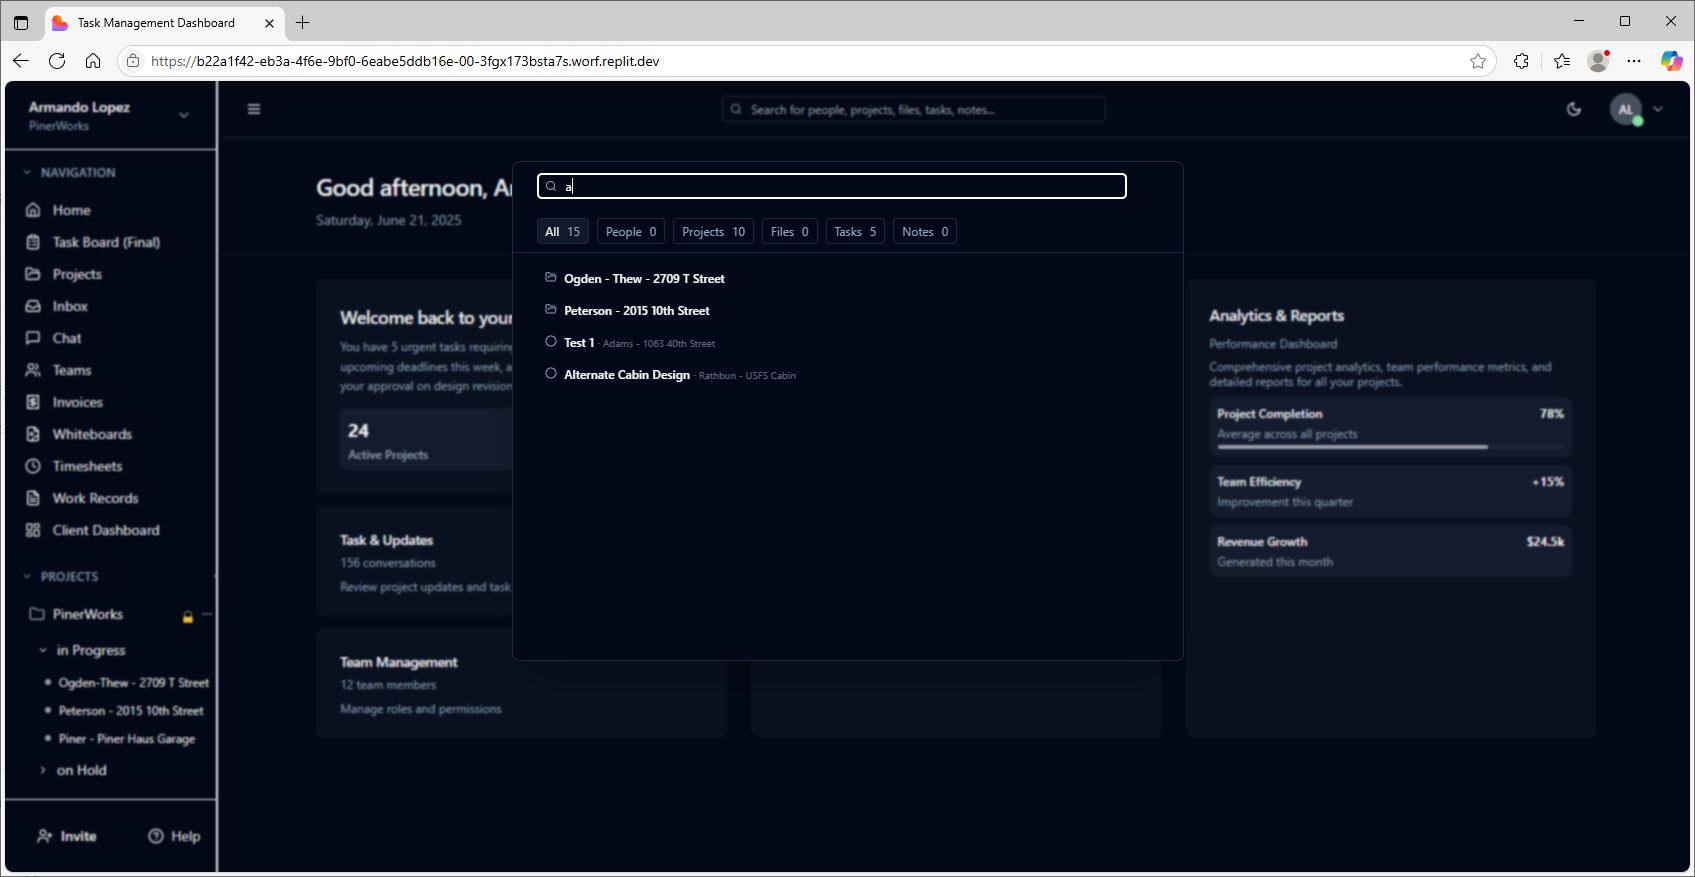 Task Management Dashboard
https://b22a1f42-eb3a-4f6e-9bf0-6eabe5ddb16e-00-3fgx173bsta7s.worf.replit.dev
Armando Lopez
PinerWorks
Search for people, projects, files, tasks, notes...
AL
NAVIGATION
Home
Task Board (Final)
Projects
Inbox
Chat
Teams
Invoices
Whiteboards
Timesheets
Work Records
Client Dashboard
PROJECTS
PinerWorks
in Progress
Ogden-Thew - 2709 T Street
Peterson - 2015 10th Street
Piner - Piner Haus Garage
on Hold
Invite
Help
Good afternoon,
Saturday, June 21, 2025
a
All 15 People 0 Projects 10 Files 0 Tasks 5 Notes 0
Ogden - Thew - 2709 T Street
Peterson - 2015 10th Street
Test 1 · Adams - 1063 40th Street
Alternate Cabin Design · Rathbun - USFS Cabin
Welcome back to your
You have 5 urgent tasks requiring
upcoming deadlines this week, a
your approval on design revision
24
Active Projects
Task & Updates
156 conversations
Review project updates and task
Team Management
12 team members
Manage roles and permissions
Analytics & Reports
Performance Dashboard
Comprehensive project analytics, team performance metrics, and
detailed reports for all your projects.
Project Completion 78%
Average across all projects
Team Efficiency +15%
Improvement this quarter
Revenue Growth $24.5k
Generated this month